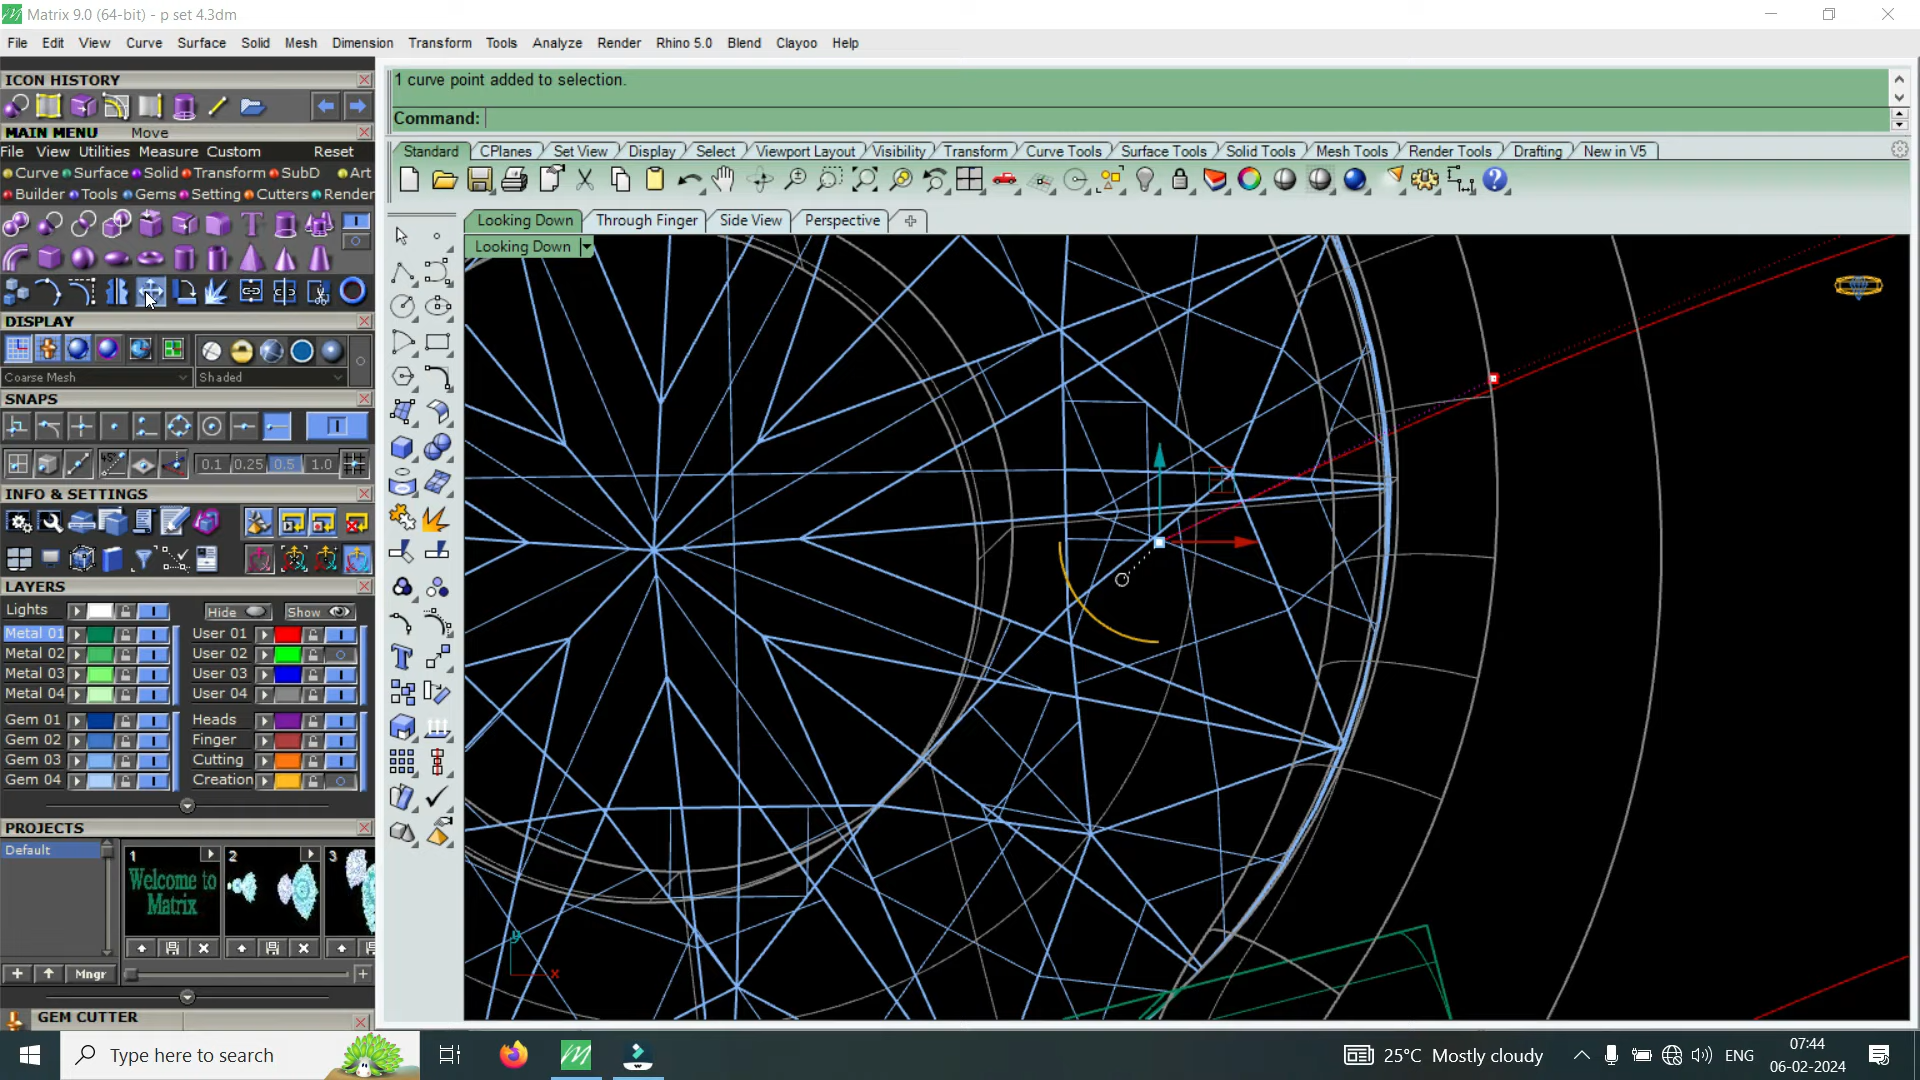 Matrix 9.0 (64-bit) - p set 4.3dm
File Edit View Curve Surface Solid Mesh Dimension Transform Tools Analyze Render Rhino 5.0 Blend Clayoo Help
ICON HISTORY
MAIN MENU Move
File View Utilities Measure Custom Reset
Curve Surface Solid Transform SubD Art
Builder Tools Gems Setting Cutters Render
DISPLAY
Coarse Mesh Shaded
SNAPS
0.1 0.25 0.5 1.0
INFO & SETTINGS
LAYERS
Lights Hide Show
Metal 01 User 01
Metal 02 User 02
Metal 03 User 03
Metal 04 User 04
Gem 01 Heads
Gem 02 Finger
Gem 03 Cutting
Gem 04 Creation
PROJECTS
Default
1 2 3
Welcome to
Matrix
Mngr
GEM CUTTER
1 curve point added to selection.
Command:
Standard CPlanes Set View Display Select Viewport Layout Visibility Transform Curve Tools Surface Tools Solid Tools Mesh Tools Render Tools Drafting New in V5
Looking Down Through Finger Side View Perspective
Looking Down
y
x
Type here to search
25°C Mostly cloudy
ENG
07:44
06-02-2024